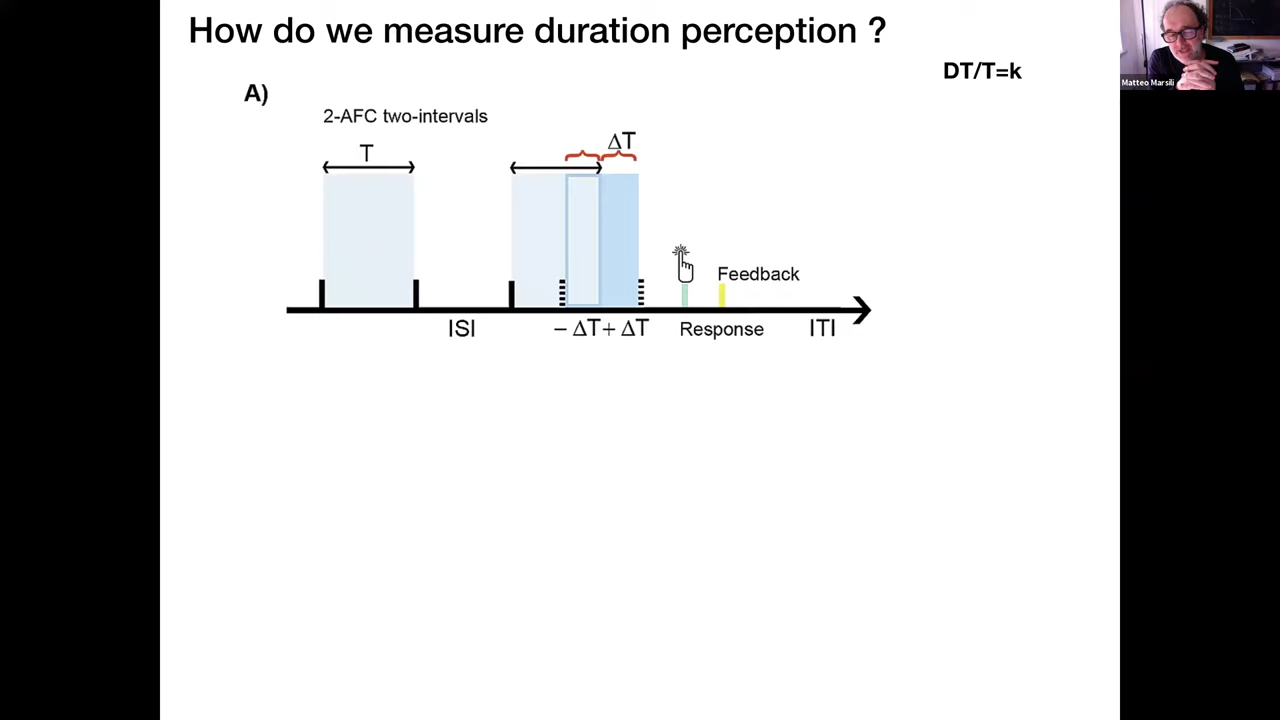 How do we measure duration perception ?
DT/T=k
Matteo Marsili
A)
2-AFC two-intervals
T
ΔT
Feedback
ISI
− ΔT + ΔT
Response
ITI